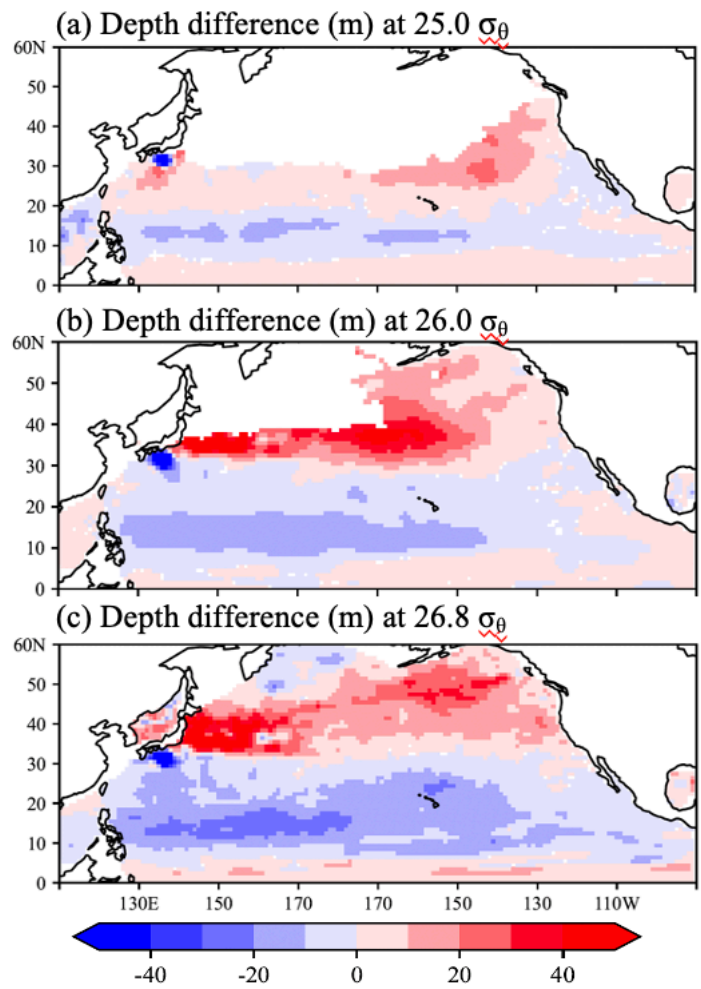 (a) Depth difference (m) at 25.0 σθ
60N
50
40
30
20
10
0
(b) Depth difference (m) at 26.0 σθ
60N
50
40
30
20
10
0
(c) Depth difference (m) at 26.8 σθ
60N
50
40
30
20
10
0
130E 150 170 170 150 130 110W
-40 -20 0 20 40